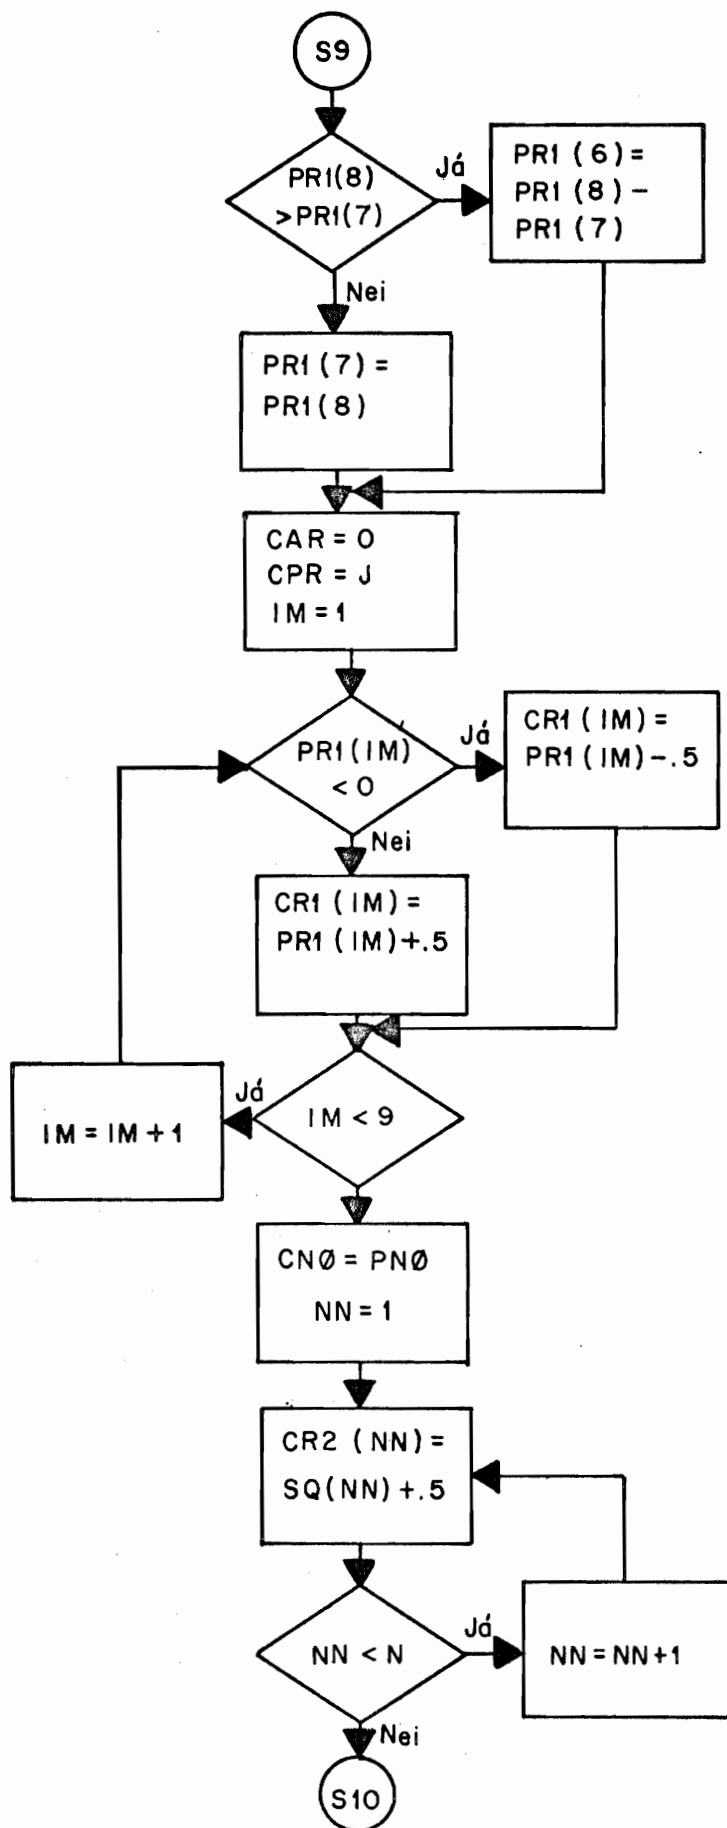 S9
PR1(8)
>PR1(7)
Já
PR1(6)=
PR1(8)-
PR1(7)
Nei
PR1(7)=
PR1(8)
CAR=0
CPR=J
IM=1
PR1(IM)
<0
Já
CR1(IM)=
PR1(IM)-.5
Nei
CR1(IM)=
PR1(IM)+.5
IM<9
Já
IM=IM+1
CNØ=PNØ
NN=1
CR2(NN)=
SQ(NN)+.5
NN<N
Já
NN=NN+1
Nei
S10